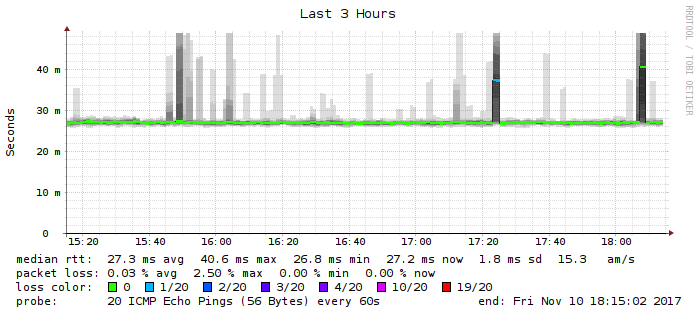 Last 3 Hours
RRDTOOL / TOBI OETIKER
Seconds
40 m
30 m
20 m
10 m
0
15:20 15:40 16:00 16:20 16:40 17:00 17:20 17:40 18:00
median rtt: 27.3 ms avg 40.6 ms max 26.8 ms min 27.2 ms now 1.8 ms sd 15.3 am/s
packet loss: 0.03 % avg 2.50 % max 0.00 % min 0.00 % now
loss color: 0 1/20 2/20 3/20 4/20 10/20 19/20
probe: 20 ICMP Echo Pings (56 Bytes) every 60s end: Fri Nov 10 18:15:02 2017